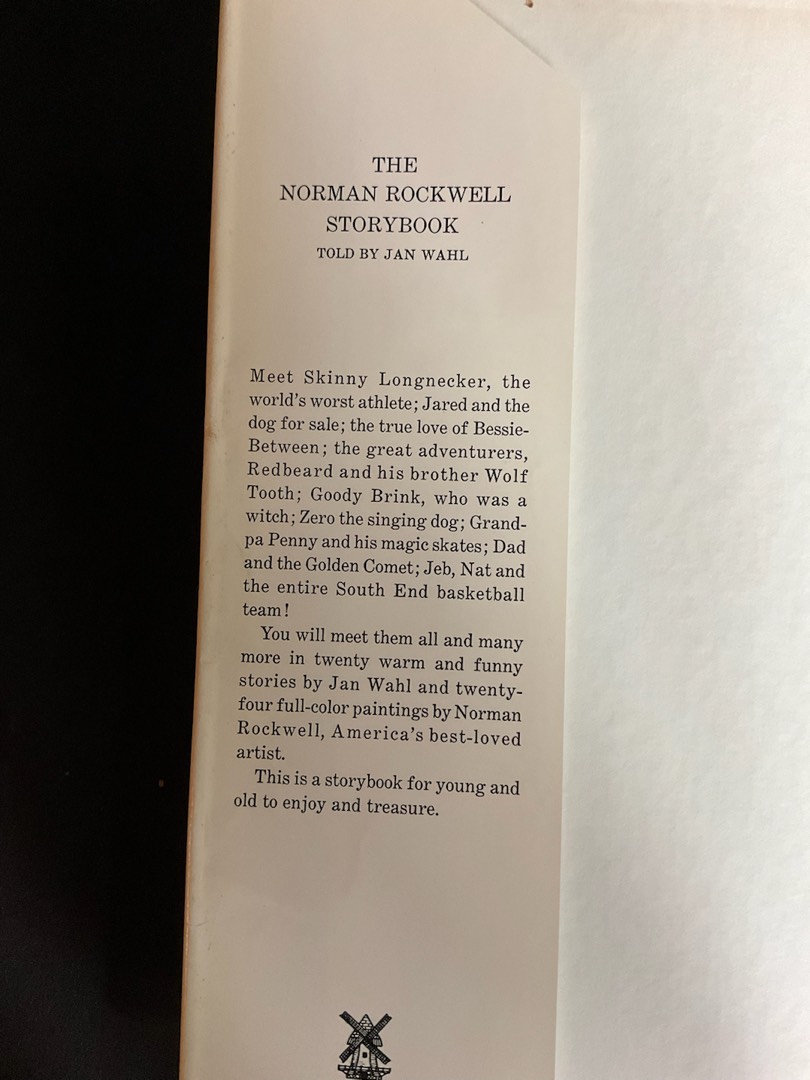 THE
NORMAN ROCKWELL
STORYBOOK
TOLD BY JAN WAHL
Meet Skinny Longnecker, the
world's worst athlete; Jared and the
dog for sale; the true love of Bessie-
Between; the great adventurers,
Redbeard and his brother Wolf
Tooth; Goody Brink, who was a
witch; Zero the singing dog; Grand-
pa Penny and his magic skates; Dad
and the Golden Comet; Jeb, Nat and
the entire South End basketball
team!
You will meet them all and many
more in twenty warm and funny
stories by Jan Wahl and twenty-
four full-color paintings by Norman
Rockwell, America's best-loved
artist.
This is a storybook for young and
old to enjoy and treasure.